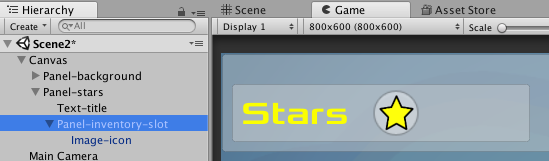 Hierarchy
Create All
Scene2*
Canvas
Panel-background
Panel-stars
Text-title
Panel-inventory-slot
Image-icon
Main Camera
Scene Game Asset Store
Display 1 800x600 (800x600) Scale
Stars